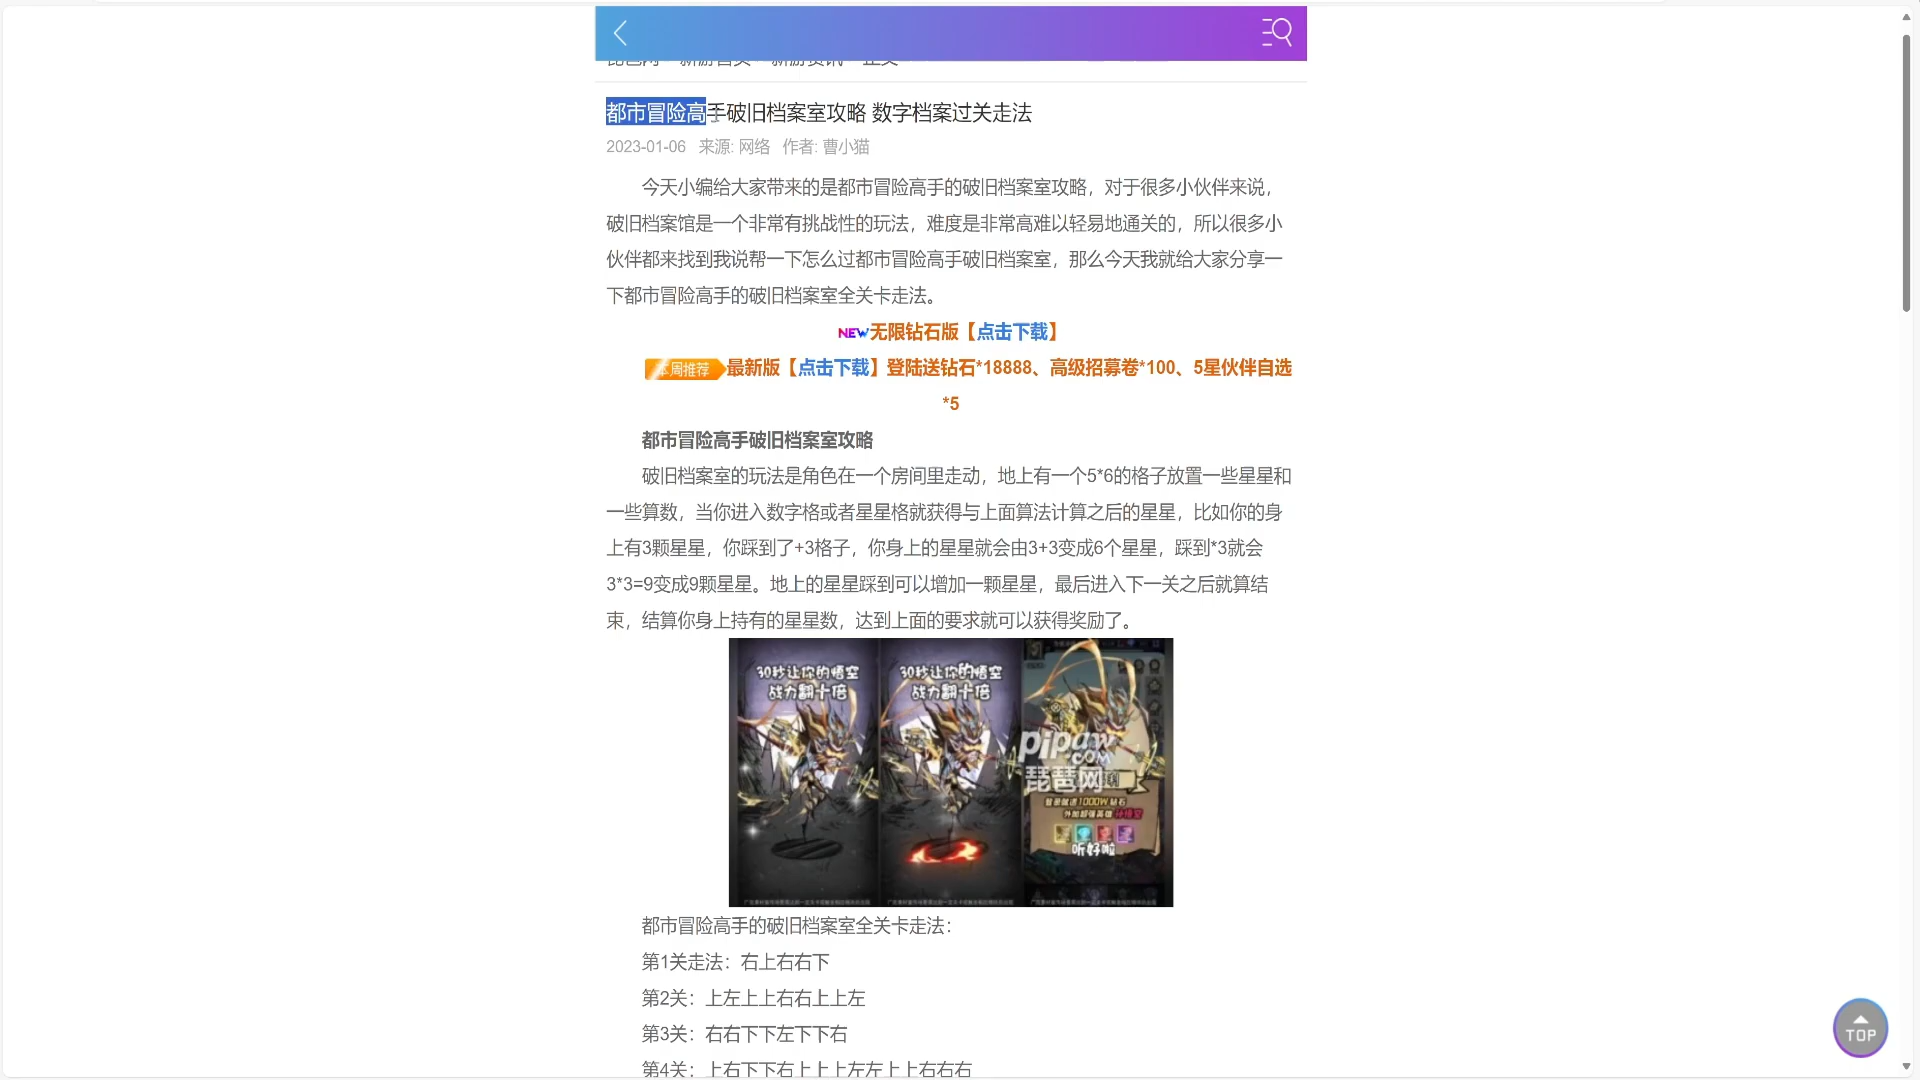 都市冒险高手破旧档案室攻略 数字档案过关走法
2023-01-06 来源: 网络 作者: 曹小猫
今天小编给大家带来的是都市冒险高手的破旧档案室攻略，对于很多小伙伴来说，
破旧档案馆是一个非常有挑战性的玩法，难度是非常高难以轻易地通关的，所以很多小
伙伴都来找到我说帮一下怎么过都市冒险高手破旧档案室，那么今天我就给大家分享一
下都市冒险高手的破旧档案室全关卡走法。
NEW无限钻石版【点击下载】
本周推荐最新版【点击下载】登陆送钻石*18888、高级招募卷*100、5星伙伴自选
*5
都市冒险高手破旧档案室攻略
破旧档案室的玩法是角色在一个房间里走动，地上有一个5*6的格子放置一些星星和
一些算数，当你进入数字格或者星星格就获得与上面算法计算之后的星星，比如你的身
上有3颗星星，你踩到了+3格子，你身上的星星就会由3+3变成6个星星，踩到*3就会
3*3=9变成9颗星星。地上的星星踩到可以增加一颗星星，最后进入下一关之后就算结
束，结算你身上持有的星星数，达到上面的要求就可以获得奖励了。
30秒让你的悟空
战力翻十倍
30秒让你的悟空
战力翻十倍
pipaw
.COM
琵琶网
登录就送1000W钻石
外加超强英雄孙悟空
听好啦
都市冒险高手的破旧档案室全关卡走法：
第1关走法：右上右右下
第2关：上左上上右右上上左
第3关：右右下下左下下右
第4关：上右下下右上上上左左上上右右右
TOP